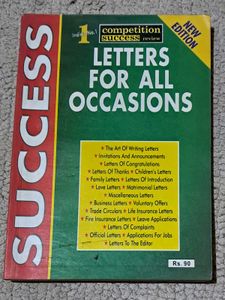 SUCCESS
India's No. 1
competition
success review
NEW
EDITION
LETTERS
FOR ALL
OCCASIONS
★ The Art Of Writing Letters
★ Invitations And Announcements
★ Letters Of Congratulations
★ Letters Of Thanks ★ Children's Letters
★ Family Letters ★ Letters Of Introduction
★ Love Letters ★ Matrimonial Letters
★ Miscellaneous Letters
★ Business Letters ★ Voluntary Offers
★ Trade Circulars ★ Life Insurance Letters
★ Fire Insurance Letters ★ Leave Applications
★ Letters Of Complaints
★ Official Letters ★ Applications For Jobs
★ Letters To The Editor
Rs. 90